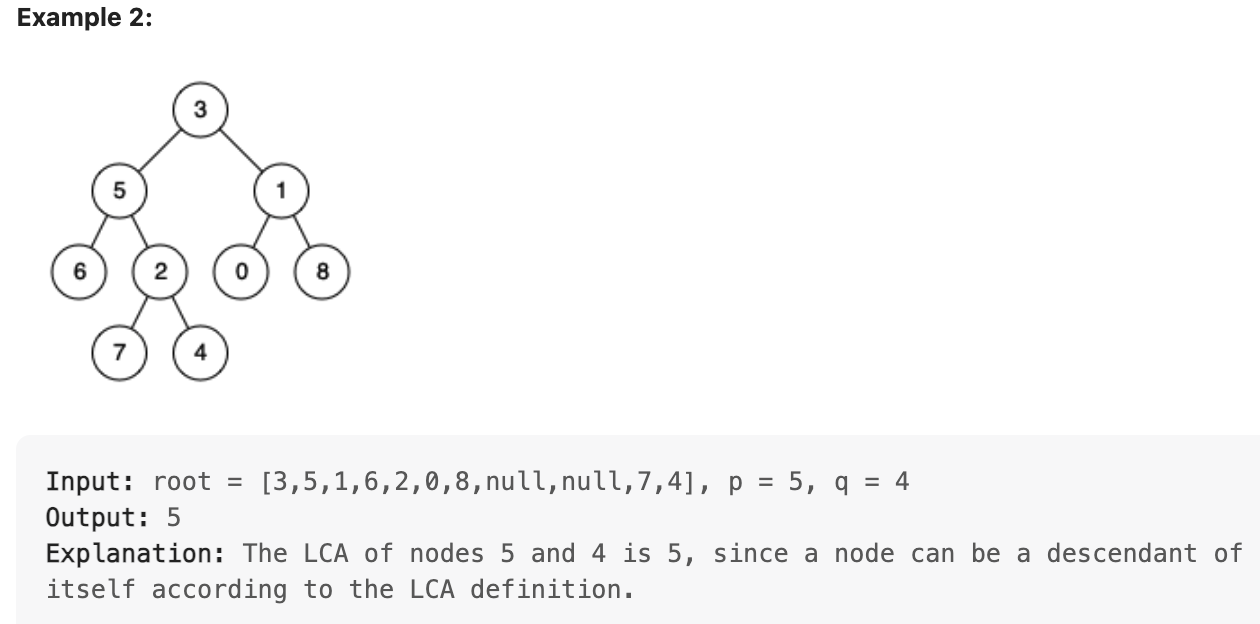 Example 2:
3
5 1
6 2 0 8
7 4
Input: root = [3,5,1,6,2,0,8,null,null,7,4], p = 5, q = 4
Output: 5
Explanation: The LCA of nodes 5 and 4 is 5, since a node can be a descendant of
itself according to the LCA definition.